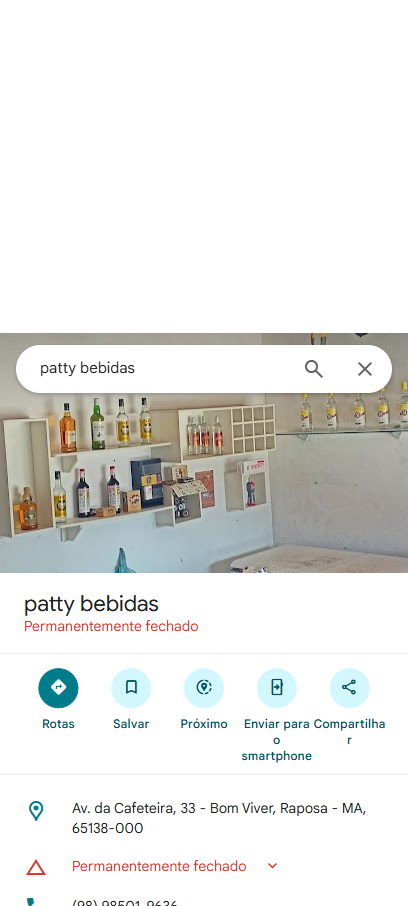 patty bebidas
patty bebidas
Permanentemente fechado
Rotas
Salvar
Próximo
Enviar para
o
smartphone
Compartilha
r
Av. da Cafeteira, 33 - Bom Viver, Raposa - MA,
65138-000
Permanentemente fechado
(98) 98501-9636